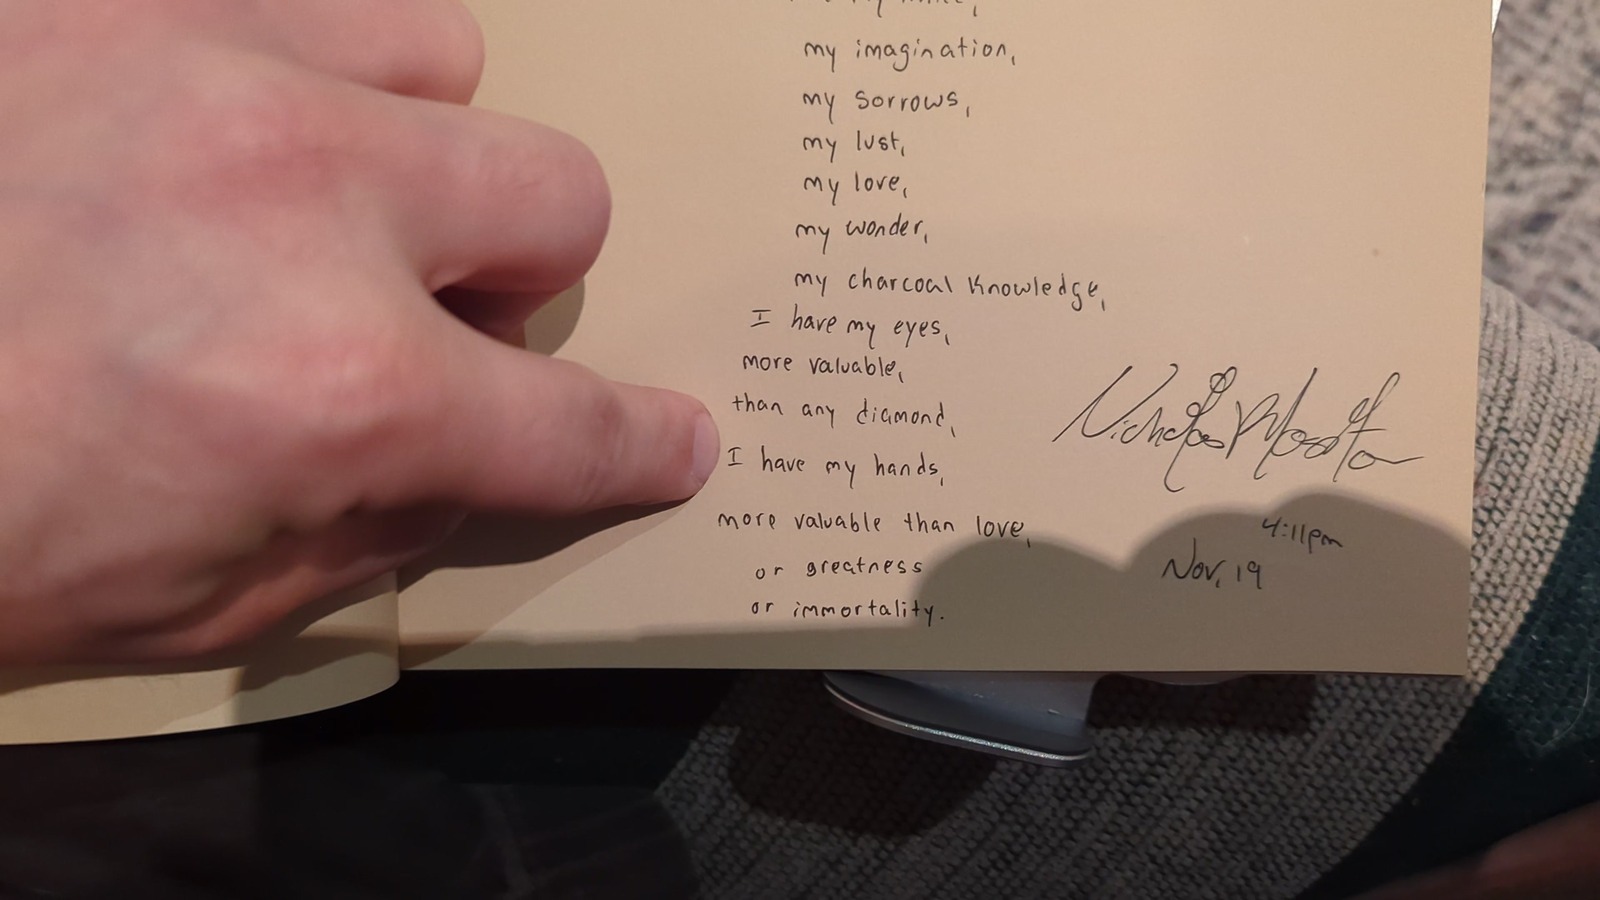 my imagination,
my sorrows,
my lust,
my love,
my wonder,
my charcoal knowledge,
I have my eyes,
more valuable,
than any diamond,
I have my hands,
more valuable than love,
or greatness
or immortality.
Nicholas
4:11pm
Nov, 19